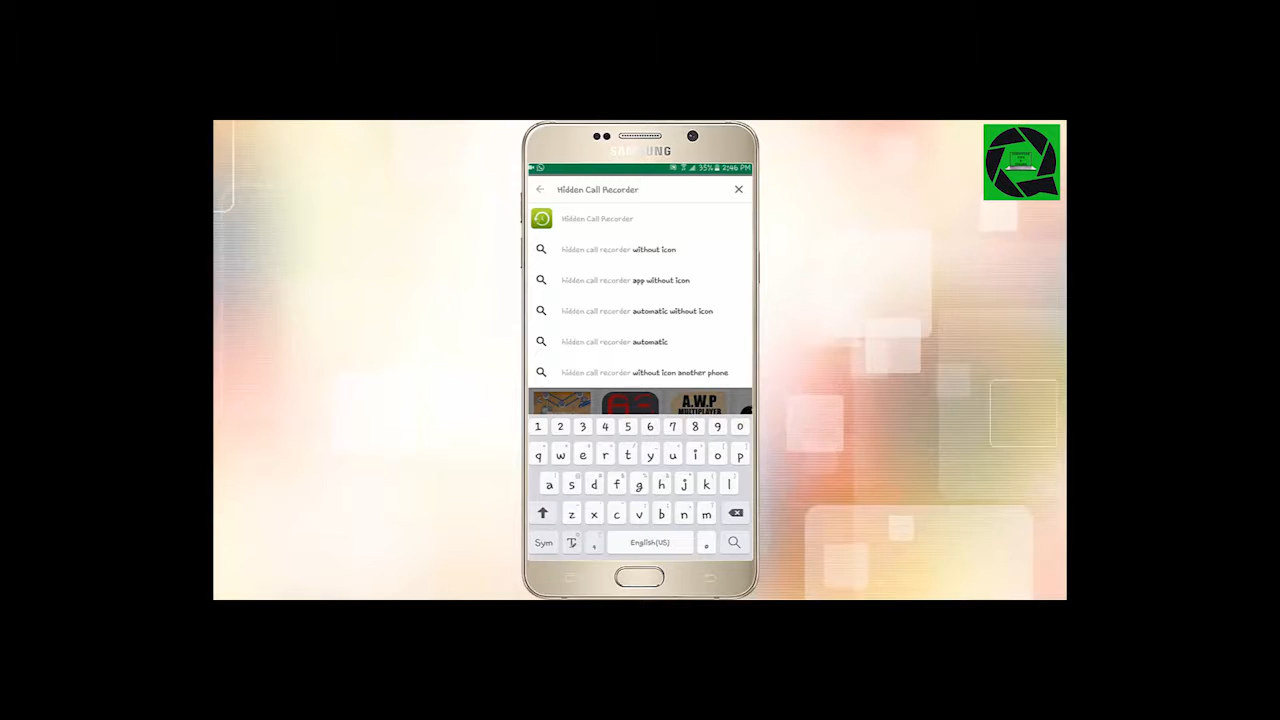 SAMSUNG
35% 2:46 PM
Hidden Call Recorder
Hidden Call Recorder
hidden call recorder without icon
hidden call recorder app without icon
hidden call recorder automatic without icon
hidden call recorder automatic
hidden call recorder without icon another phone
A.W.P
MULTIPLAYER
1 2 3 4 5 6 7 8 9 0
q w e r t y u i o p
a s d f g h j k l
z x c v b n m
Sym , English(US) .